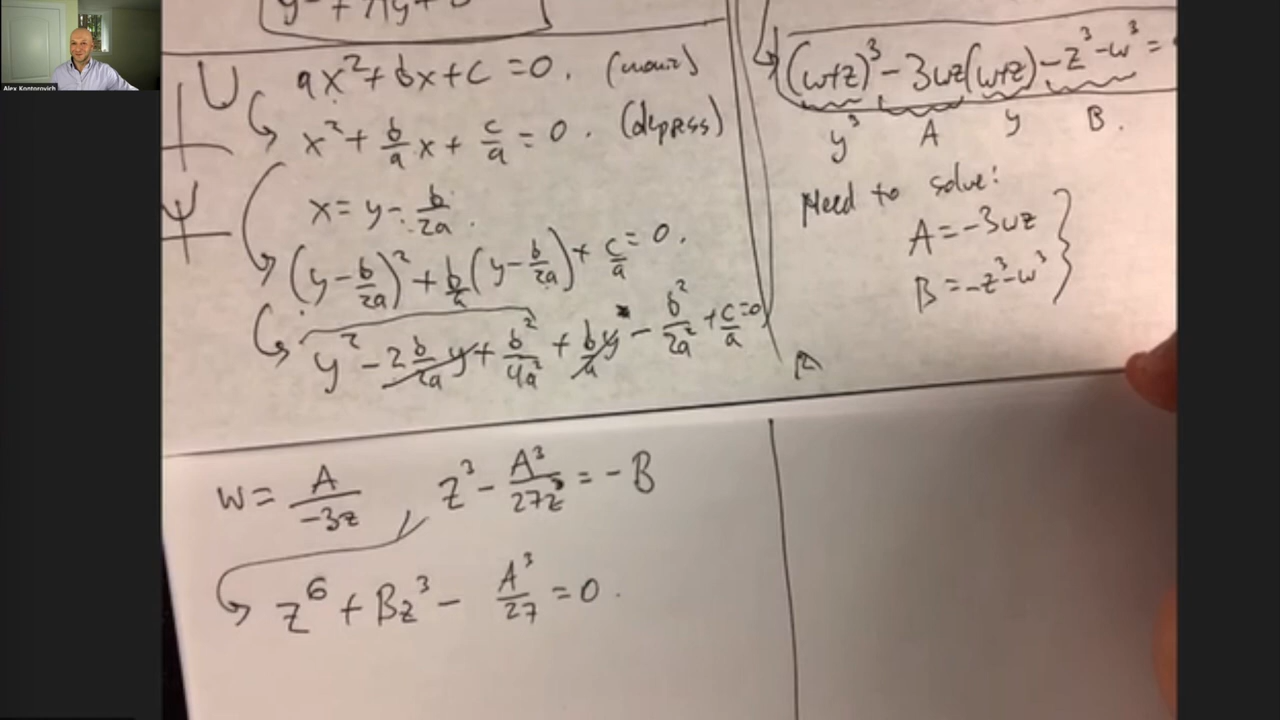 Alex Kontorovich
ax² + bx + c = 0. (monic)
x² + b/a x + c/a = 0. (depress)
x = y - b/2a.
(y - b/2a)² + b/a (y - b/2a) + c/a = 0.
y² - 2 b/2a y + b²/4a² + b/a y - b²/2a² + c/a = 0
(w+z)³ - 3wz(w+z) - z³ - w³ =
y³ A y B.
Need to solve:
A = -3wz
B = -z³ - w³
w = A/-3z z³ - A³/27z³ = -B
z⁶ + Bz³ - A³/27 = 0.